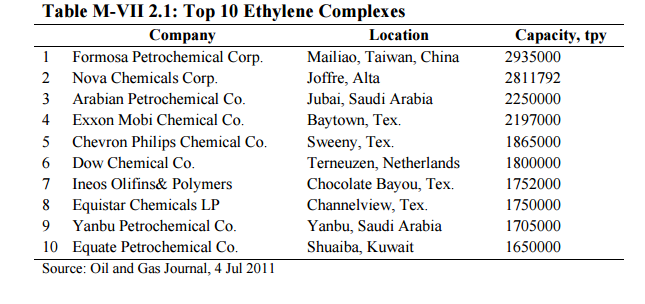 Table M-VII 2.1: Top 10 Ethylene Complexes
Company Location Capacity, tpy
1 Formosa Petrochemical Corp. Mailiao, Taiwan, China 2935000
2 Nova Chemicals Corp. Joffre, Alta 2811792
3 Arabian Petrochemical Co. Jubai, Saudi Arabia 2250000
4 Exxon Mobi Chemical Co. Baytown, Tex. 2197000
5 Chevron Philips Chemical Co. Sweeny, Tex. 1865000
6 Dow Chemical Co. Terneuzen, Netherlands 1800000
7 Ineos Olifins& Polymers Chocolate Bayou, Tex. 1752000
8 Equistar Chemicals LP Channelview, Tex. 1750000
9 Yanbu Petrochemical Co. Yanbu, Saudi Arabia 1705000
10 Equate Petrochemical Co. Shuaiba, Kuwait 1650000
Source: Oil and Gas Journal, 4 Jul 2011